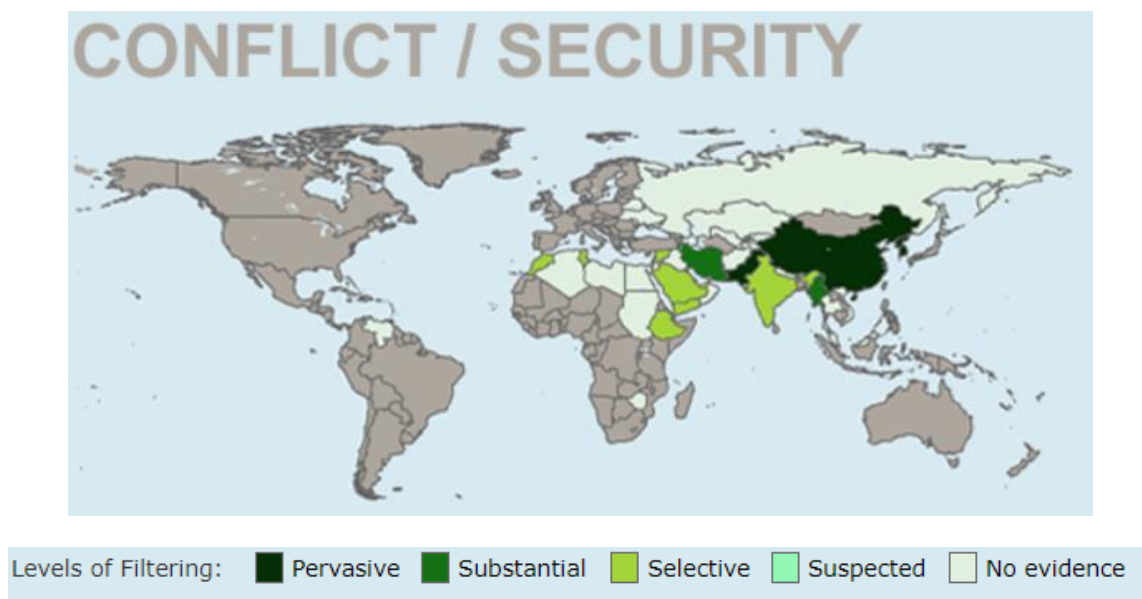 CONFLICT / SECURITY
Levels of Filtering: Pervasive Substantial Selective Suspected No evidence